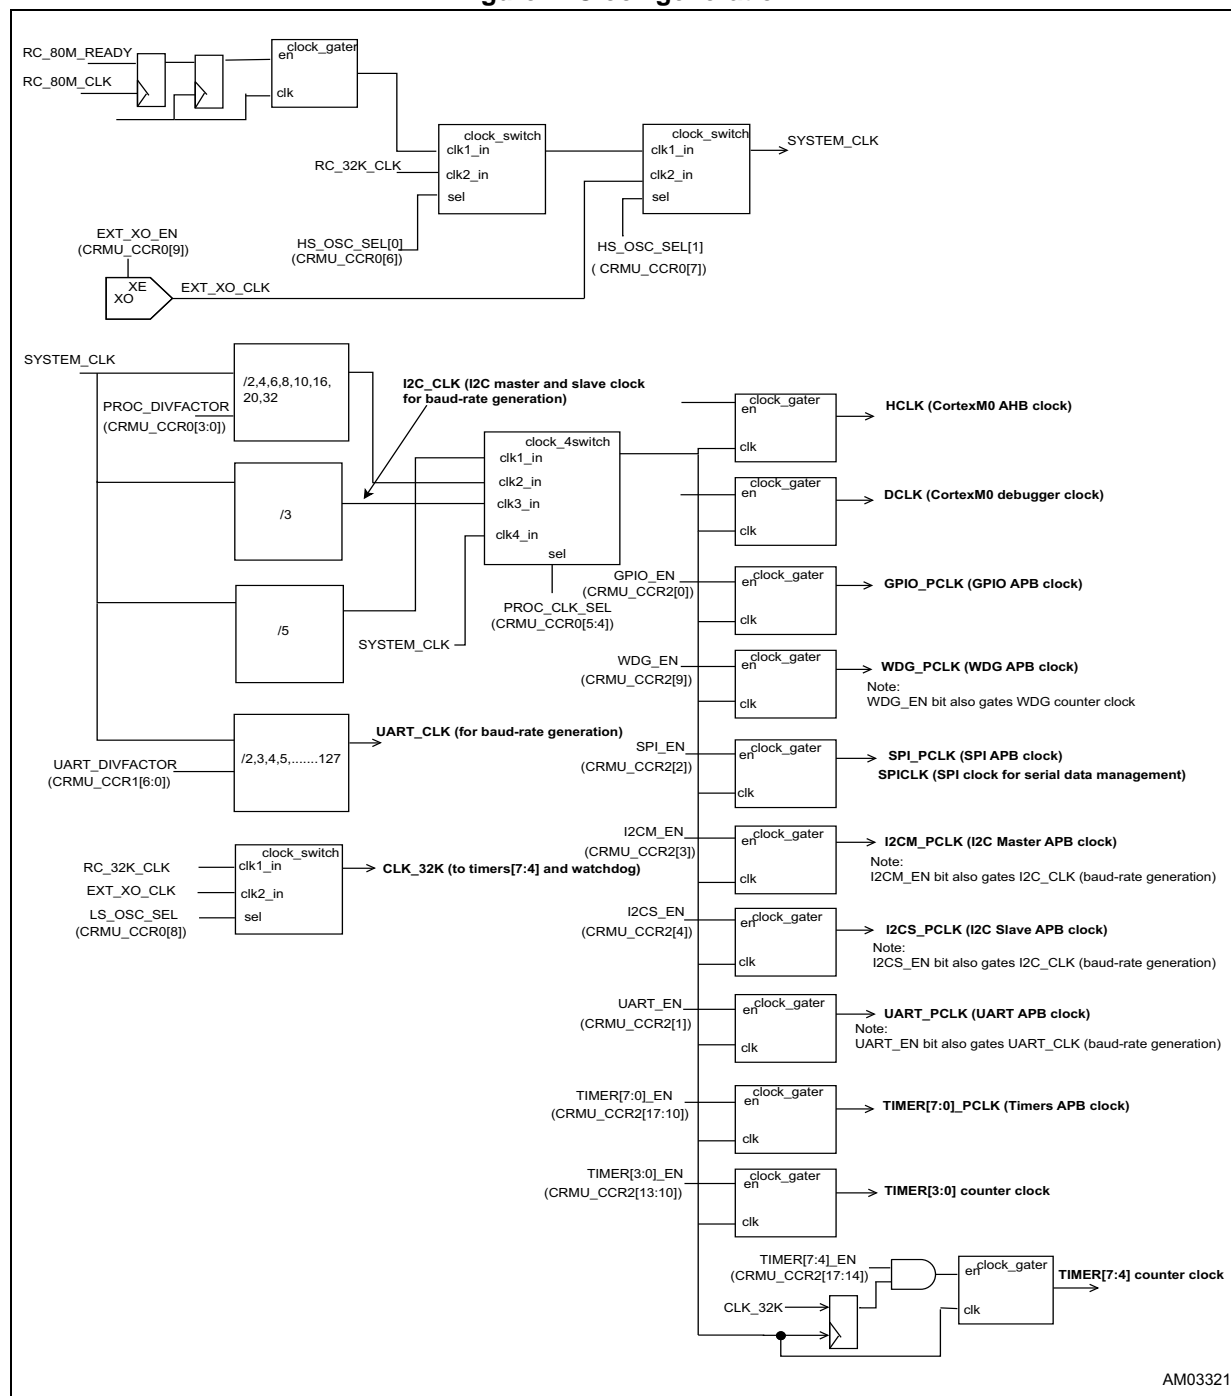 RC_80M_READY
RC_80M_CLK
clock_gater
en
clk
clock_switch
clk1_in
clk2_in
sel
RC_32K_CLK
clock_switch
clk1_in
clk2_in
sel
SYSTEM_CLK
HS_OSC_SEL[0]
(CRMU_CCR0[6])
HS_OSC_SEL[1]
( CRMU_CCR0[7])
EXT_XO_EN
(CRMU_CCR0[9])
XE
XO
EXT_XO_CLK
SYSTEM_CLK
/2,4,6,8,10,16,
20,32
PROC_DIVFACTOR
(CRMU_CCR0[3:0])
I2C_CLK (I2C master and slave clock
for baud-rate generation)
/3
/5
clock_4switch
clk1_in
clk2_in
clk3_in
clk4_in
sel
PROC_CLK_SEL
(CRMU_CCR0[5:4])
SYSTEM_CLK
/2,3,4,5,.......127
UART_DIVFACTOR
(CRMU_CCR1[6:0])
UART_CLK (for baud-rate generation)
clock_switch
clk1_in
clk2_in
sel
RC_32K_CLK
EXT_XO_CLK
LS_OSC_SEL
(CRMU_CCR0[8])
CLK_32K (to timers[7:4] and watchdog)
clock_gater
en
clk
HCLK (CortexM0 AHB clock)
clock_gater
en
clk
DCLK (CortexM0 debugger clock)
GPIO_EN
(CRMU_CCR2[0])
clock_gater
en
clk
GPIO_PCLK (GPIO APB clock)
WDG_EN
(CRMU_CCR2[9])
clock_gater
en
clk
WDG_PCLK (WDG APB clock)
Note:
WDG_EN bit also gates WDG counter clock
SPI_EN
(CRMU_CCR2[2])
clock_gater
en
clk
SPI_PCLK (SPI APB clock)
SPICLK (SPI clock for serial data management)
I2CM_EN
(CRMU_CCR2[3])
clock_gater
en
clk
I2CM_PCLK (I2C Master APB clock)
Note:
I2CM_EN bit also gates I2C_CLK (baud-rate generation)
I2CS_EN
(CRMU_CCR2[4])
clock_gater
en
clk
I2CS_PCLK (I2C Slave APB clock)
Note:
I2CS_EN bit also gates I2C_CLK (baud-rate generation)
UART_EN
(CRMU_CCR2[1])
clock_gater
en
clk
UART_PCLK (UART APB clock)
Note:
UART_EN bit also gates UART_CLK (baud-rate generation)
TIMER[7:0]_EN
(CRMU_CCR2[17:10])
clock_gater
en
clk
TIMER[7:0]_PCLK (Timers APB clock)
TIMER[3:0]_EN
(CRMU_CCR2[13:10])
clock_gater
en
clk
TIMER[3:0] counter clock
TIMER[7:4]_EN
(CRMU_CCR2[17:14])
CLK_32K
clock_gater
en
clk
TIMER[7:4] counter clock
AM03321